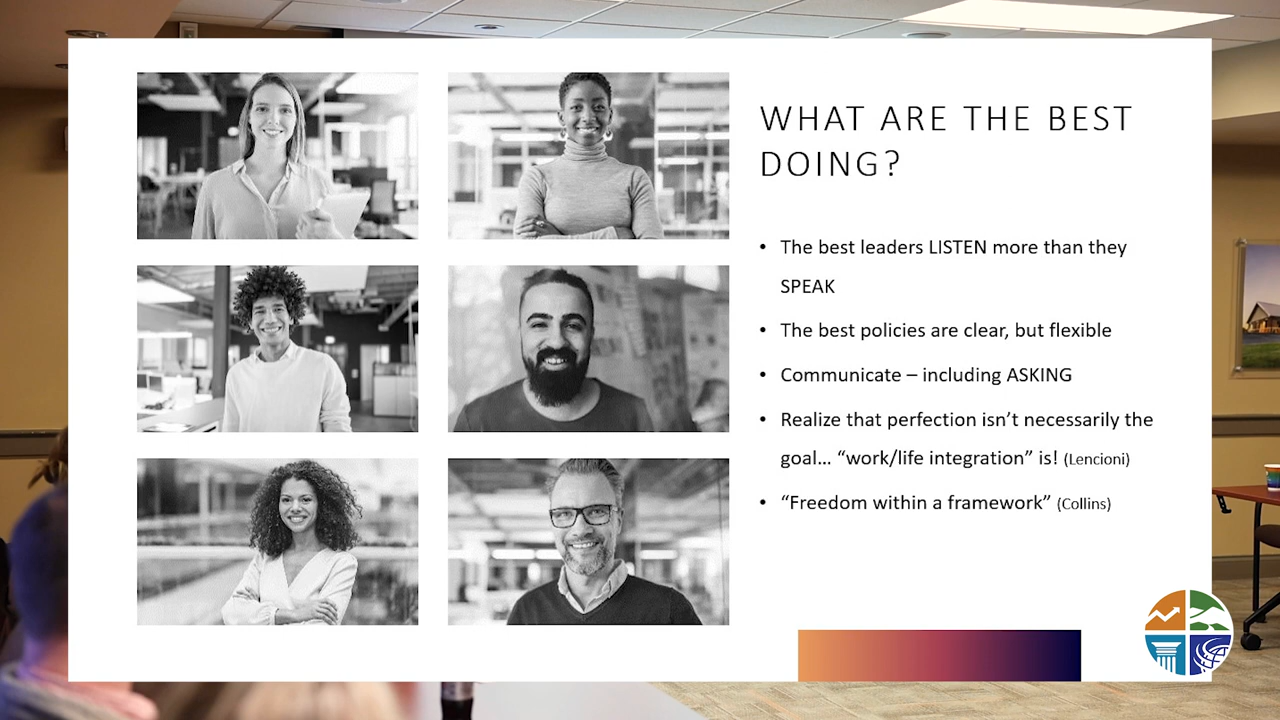 WHAT ARE THE BEST
DOING?
• The best leaders LISTEN more than they
SPEAK
• The best policies are clear, but flexible
• Communicate – including ASKING
• Realize that perfection isn’t necessarily the
goal… “work/life integration” is! (Lencioni)
• “Freedom within a framework” (Collins)